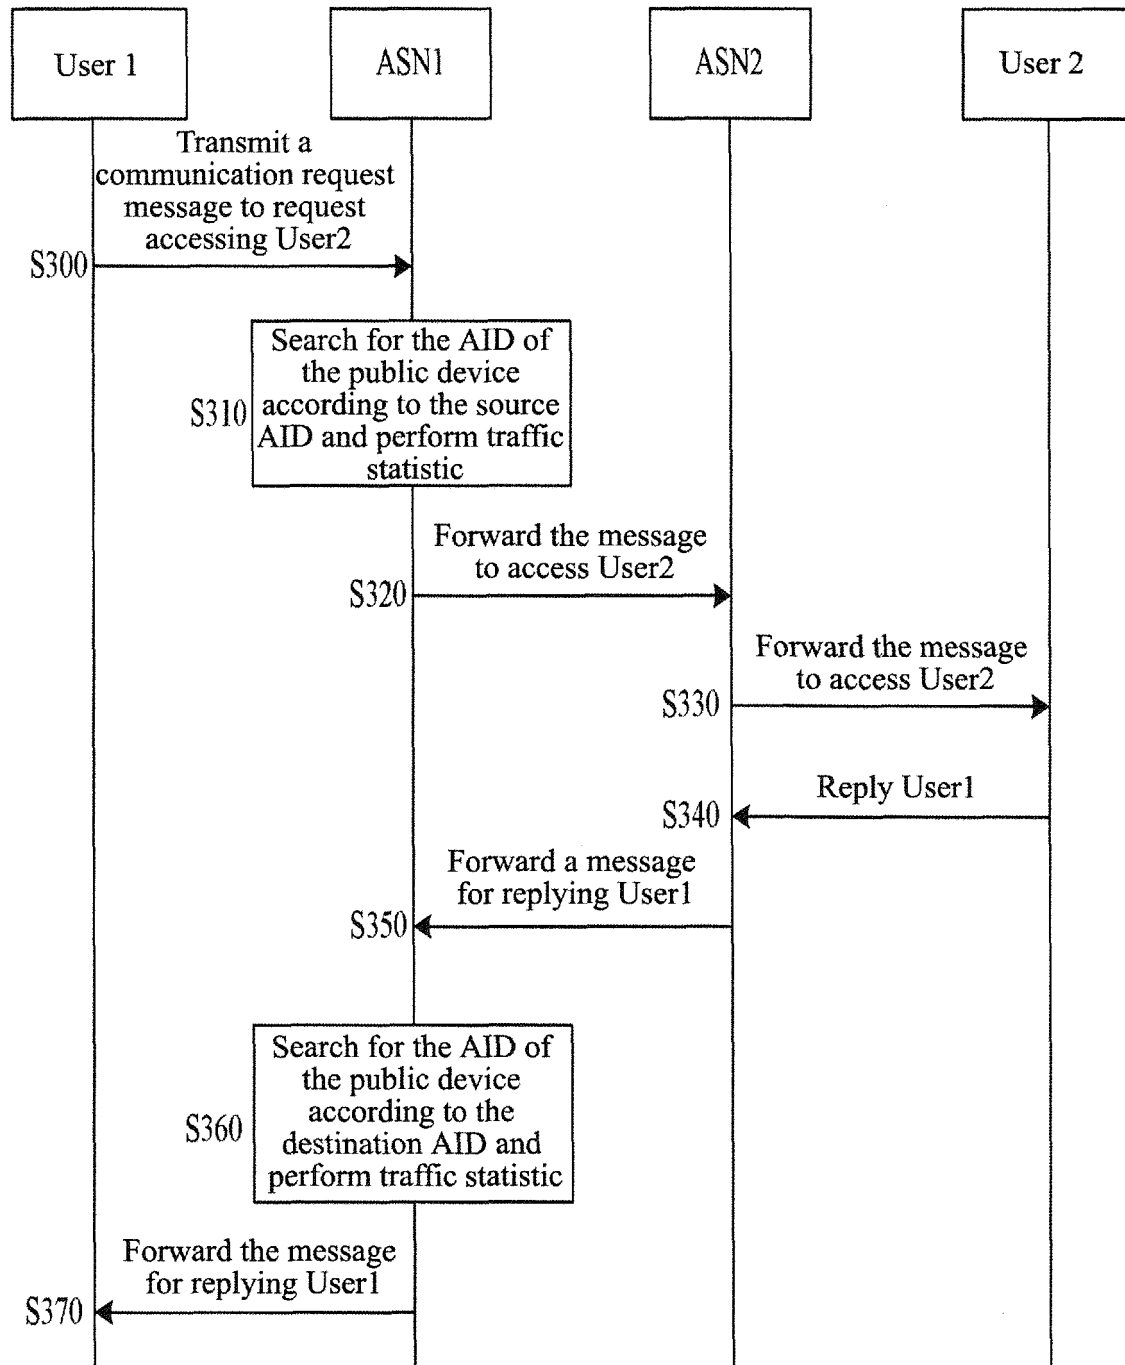 User 1
ASN1
ASN2
User 2
Transmit a
communication request
message to request
accessing User2
S300
Search for the AID of
the public device
according to the source
AID and perform traffic
statistic
S310
Forward the message
to access User2
S320
Forward the message
to access User2
S330
Reply User1
S340
Forward a message
for replying User1
S350
Search for the AID of
the public device
according to the
destination AID and
perform traffic statistic
S360
Forward the message
for replying User1
S370